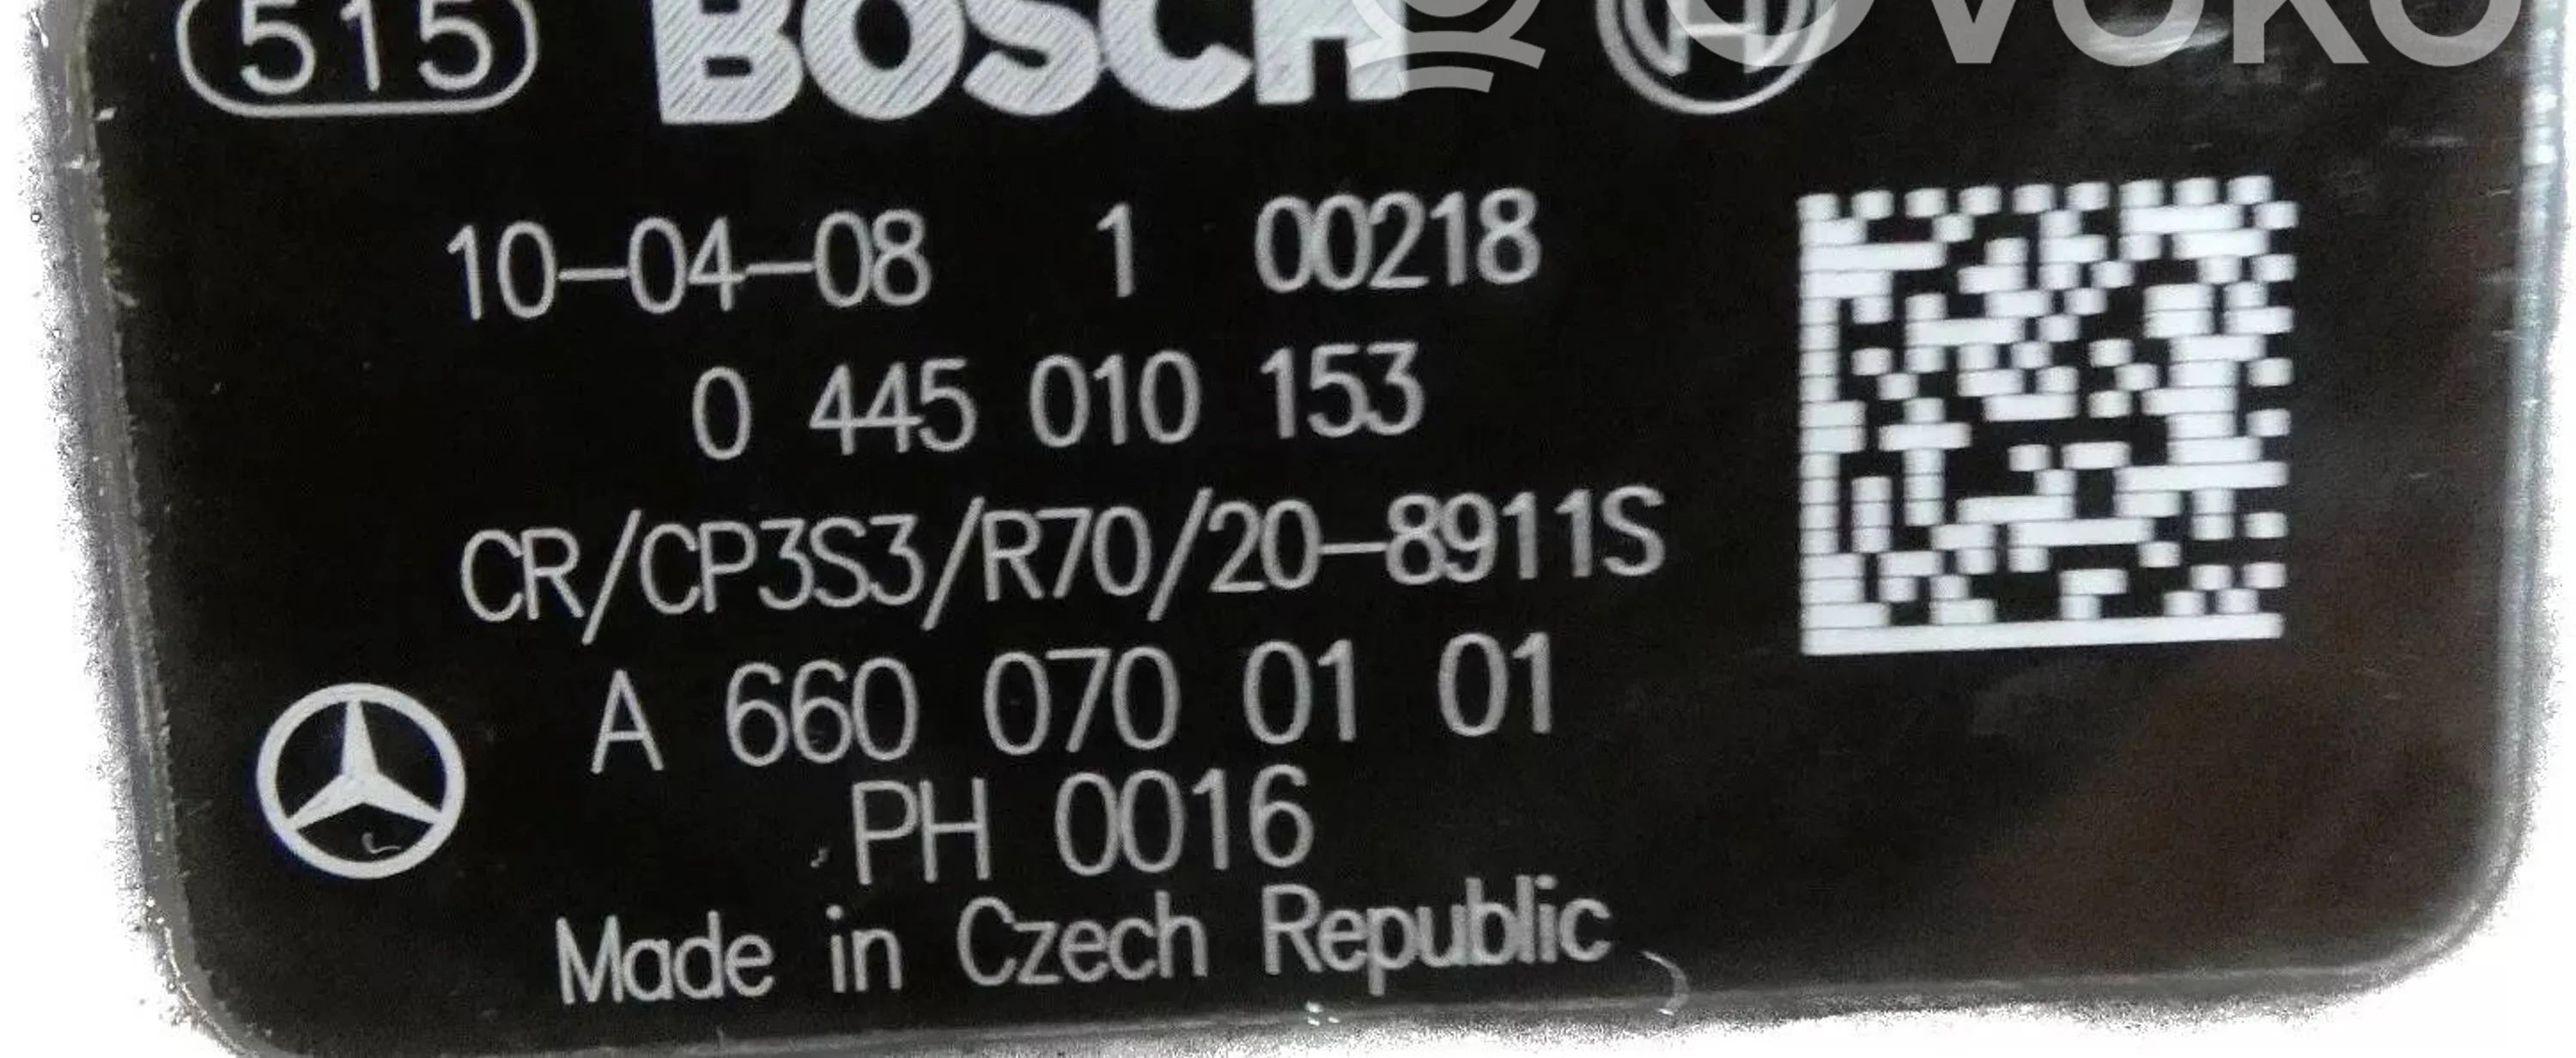 515 BOSCH OVOKO
10-04-08 1 00218
0 445 010 153
CR/CP3S3/R70/20-8911S
A 660 070 01 01
PH 0016
Made in Czech Republic